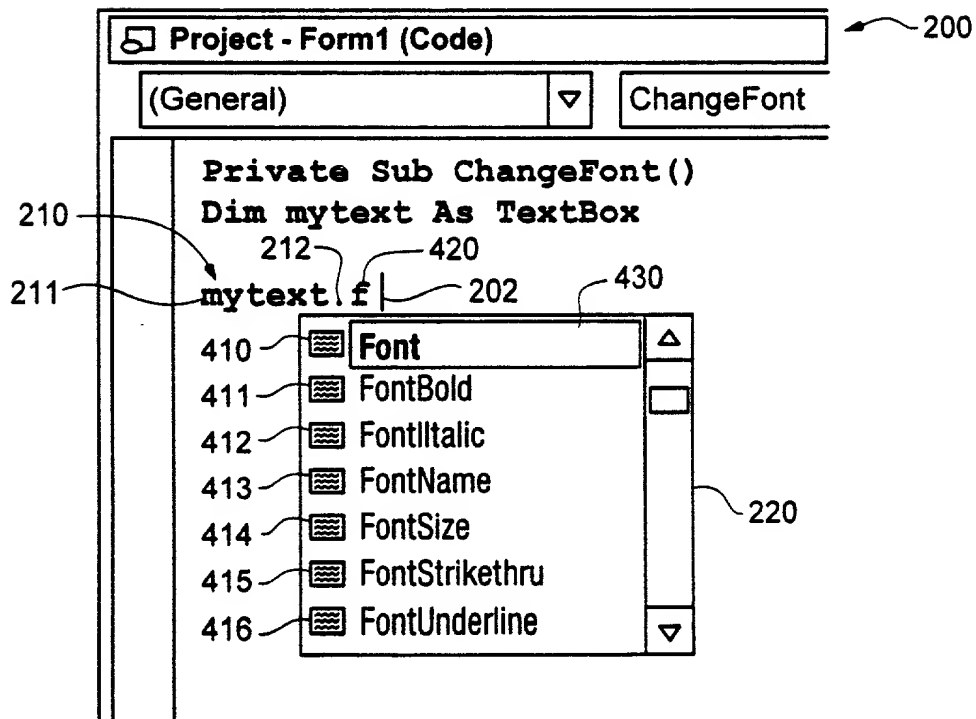 200
Project - Form1 (Code)
(General) ChangeFont
Private Sub ChangeFont()
Dim mytext As TextBox
210 212 420
211 mytext.f 202 430
410 Font
411 FontBold
412 FontIItalic
413 FontName
414 FontSize
220
415 FontStrikethru
416 FontUnderline